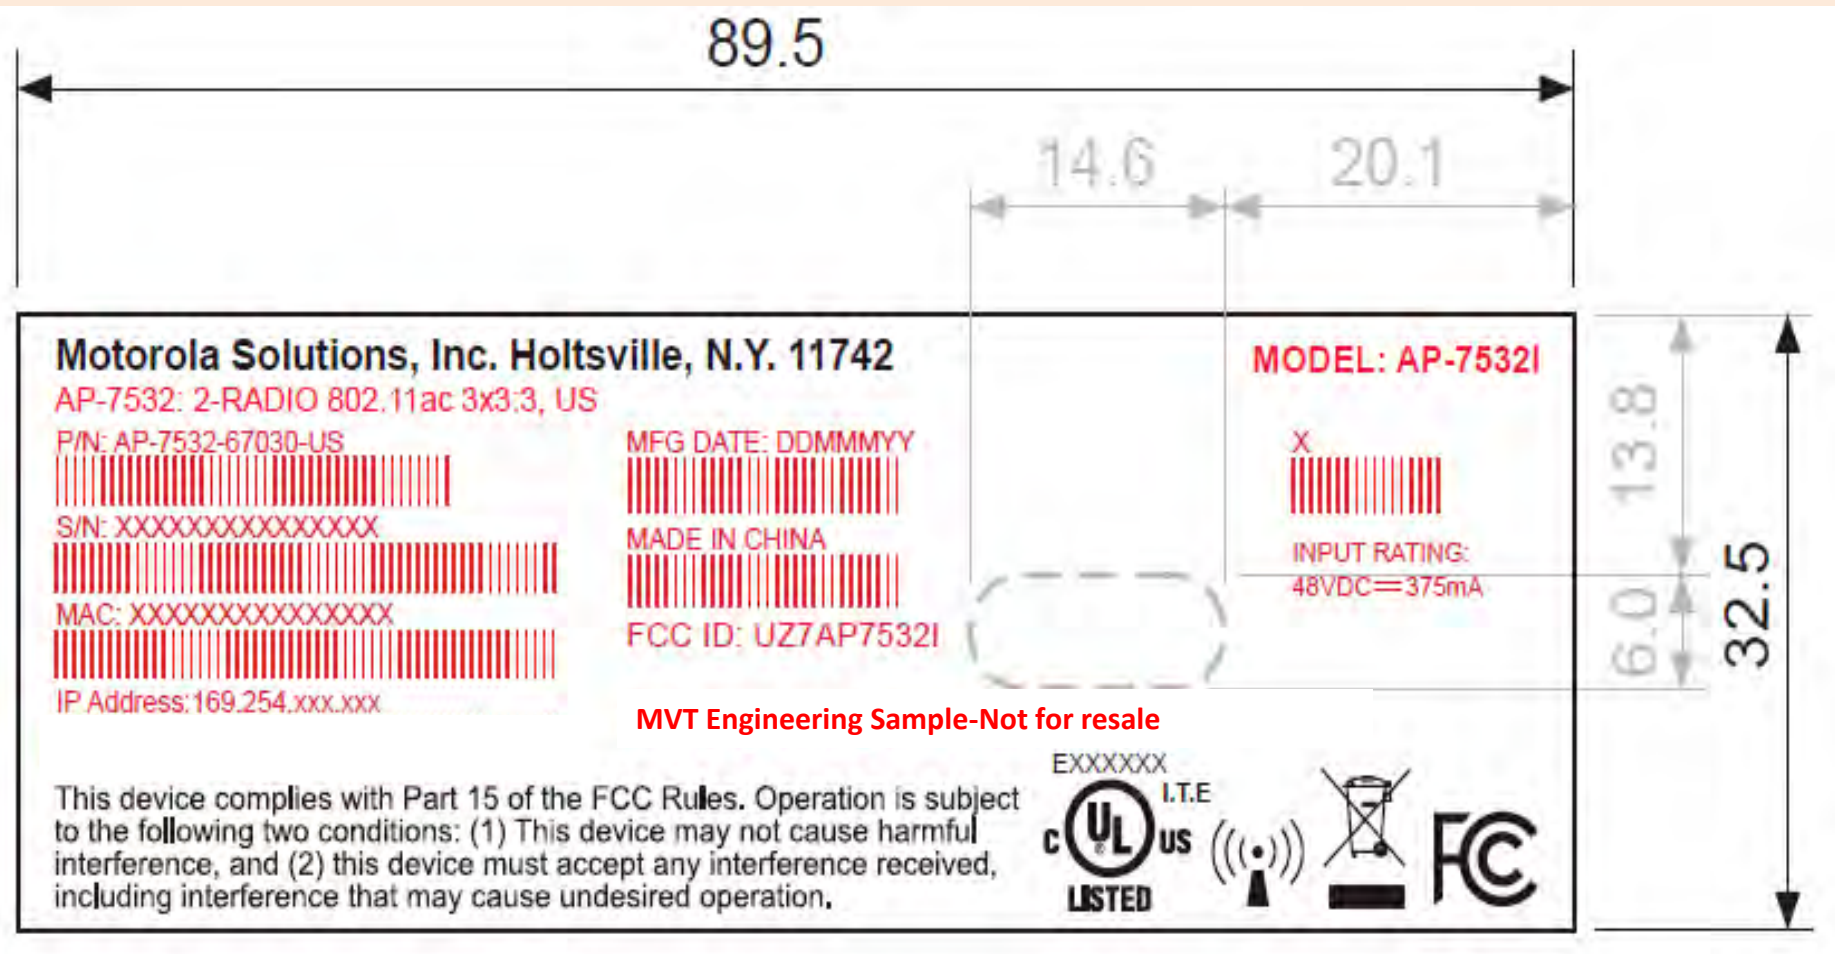 89.5
14.6
20.1
Motorola Solutions, Inc. Holtsville, N.Y. 11742
MODEL: AP-7532I
AP-7532: 2-RADIO 802.11ac 3x3:3, US
P/N: AP-7532-67030-US
MFG DATE: DDMMMYY
X
S/N: XXXXXXXXXXXXXXX
MADE IN CHINA
INPUT RATING:
48VDC⎓375mA
MAC: XXXXXXXXXXXXXXX
FCC ID: UZ7AP7532I
IP Address:169.254.xxx.xxx
MVT Engineering Sample-Not for resale
13.8
6.0
32.5
This device complies with Part 15 of the FCC Rules. Operation is subject
to the following two conditions: (1) This device may not cause harmful
interference, and (2) this device must accept any interference received,
including interference that may cause undesired operation.
EXXXXXX
I.T.E
C UL ® US
LISTED
FC